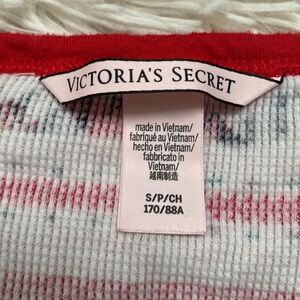 VICTORIA'S SECRET
made in Vietnam/
fabriqué au Vietnam/
hecho en Vietnam/
fabbricato in
Vietnam/
越南制造
S/P/CH
170/88A